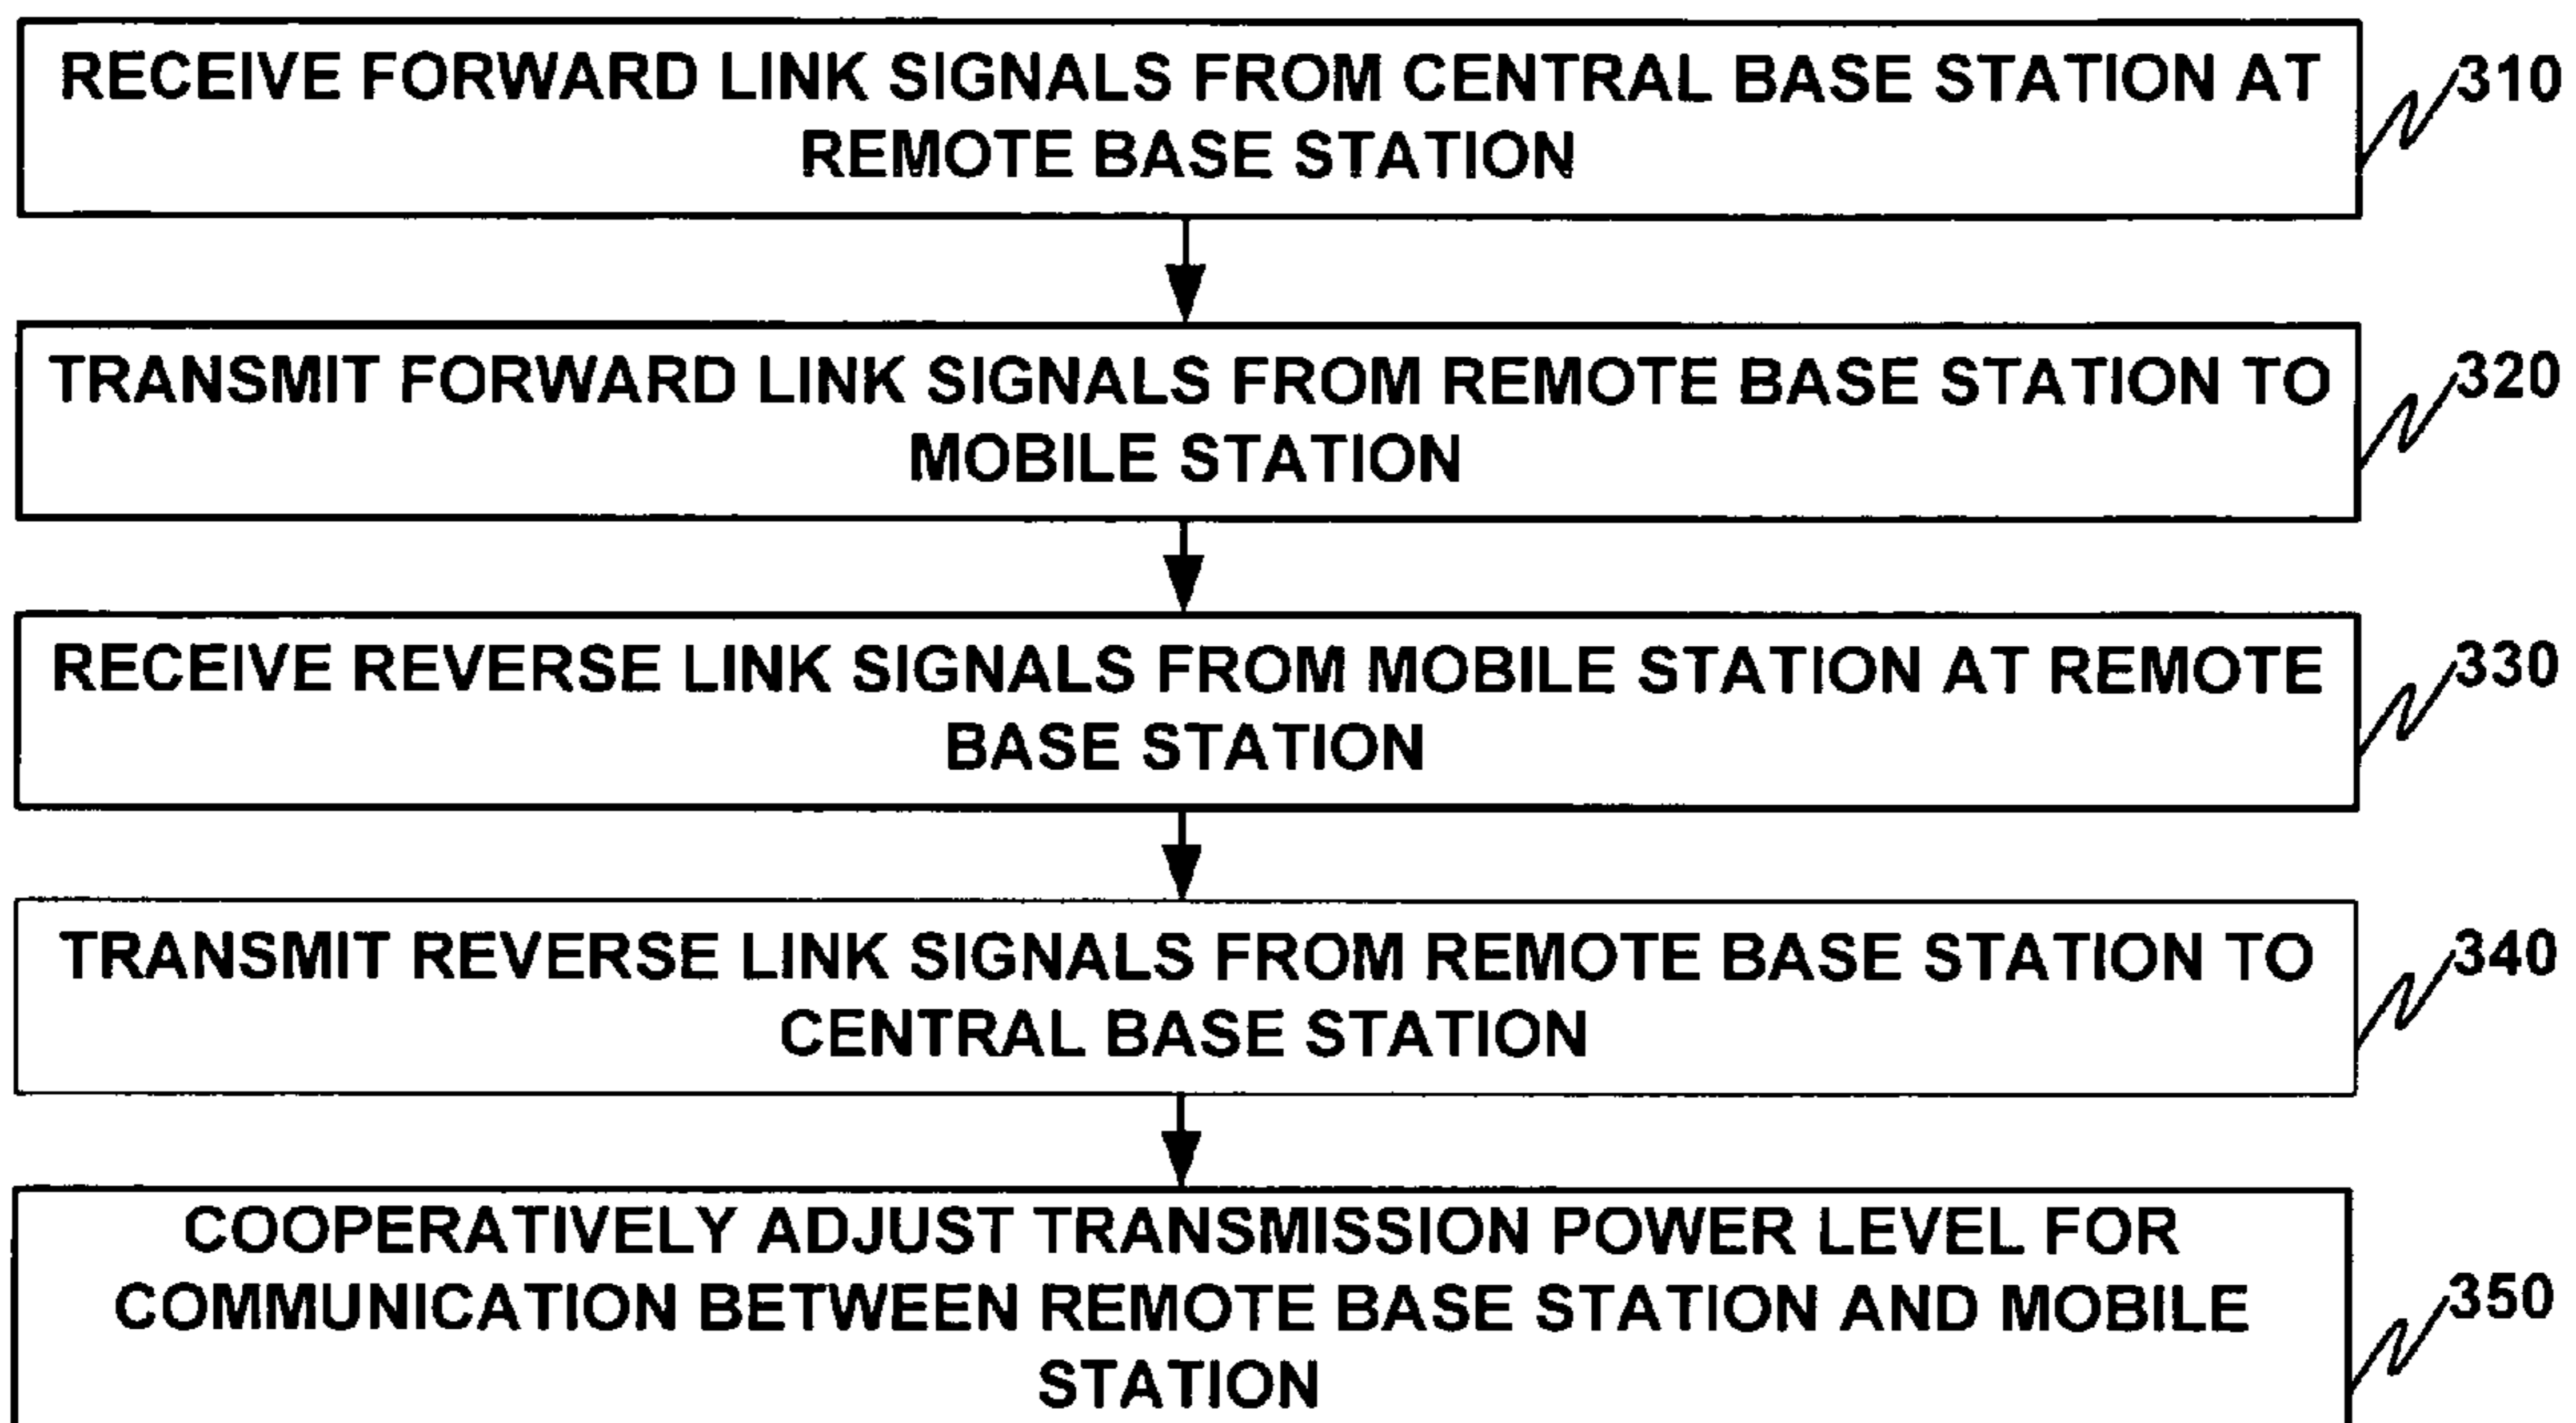 RECEIVE FORWARD LINK SIGNALS FROM CENTRAL BASE STATION AT
REMOTE BASE STATION
310
TRANSMIT FORWARD LINK SIGNALS FROM REMOTE BASE STATION TO
MOBILE STATION
320
RECEIVE REVERSE LINK SIGNALS FROM MOBILE STATION AT REMOTE
BASE STATION
330
TRANSMIT REVERSE LINK SIGNALS FROM REMOTE BASE STATION TO
CENTRAL BASE STATION
340
COOPERATIVELY ADJUST TRANSMISSION POWER LEVEL FOR
COMMUNICATION BETWEEN REMOTE BASE STATION AND MOBILE
STATION
350